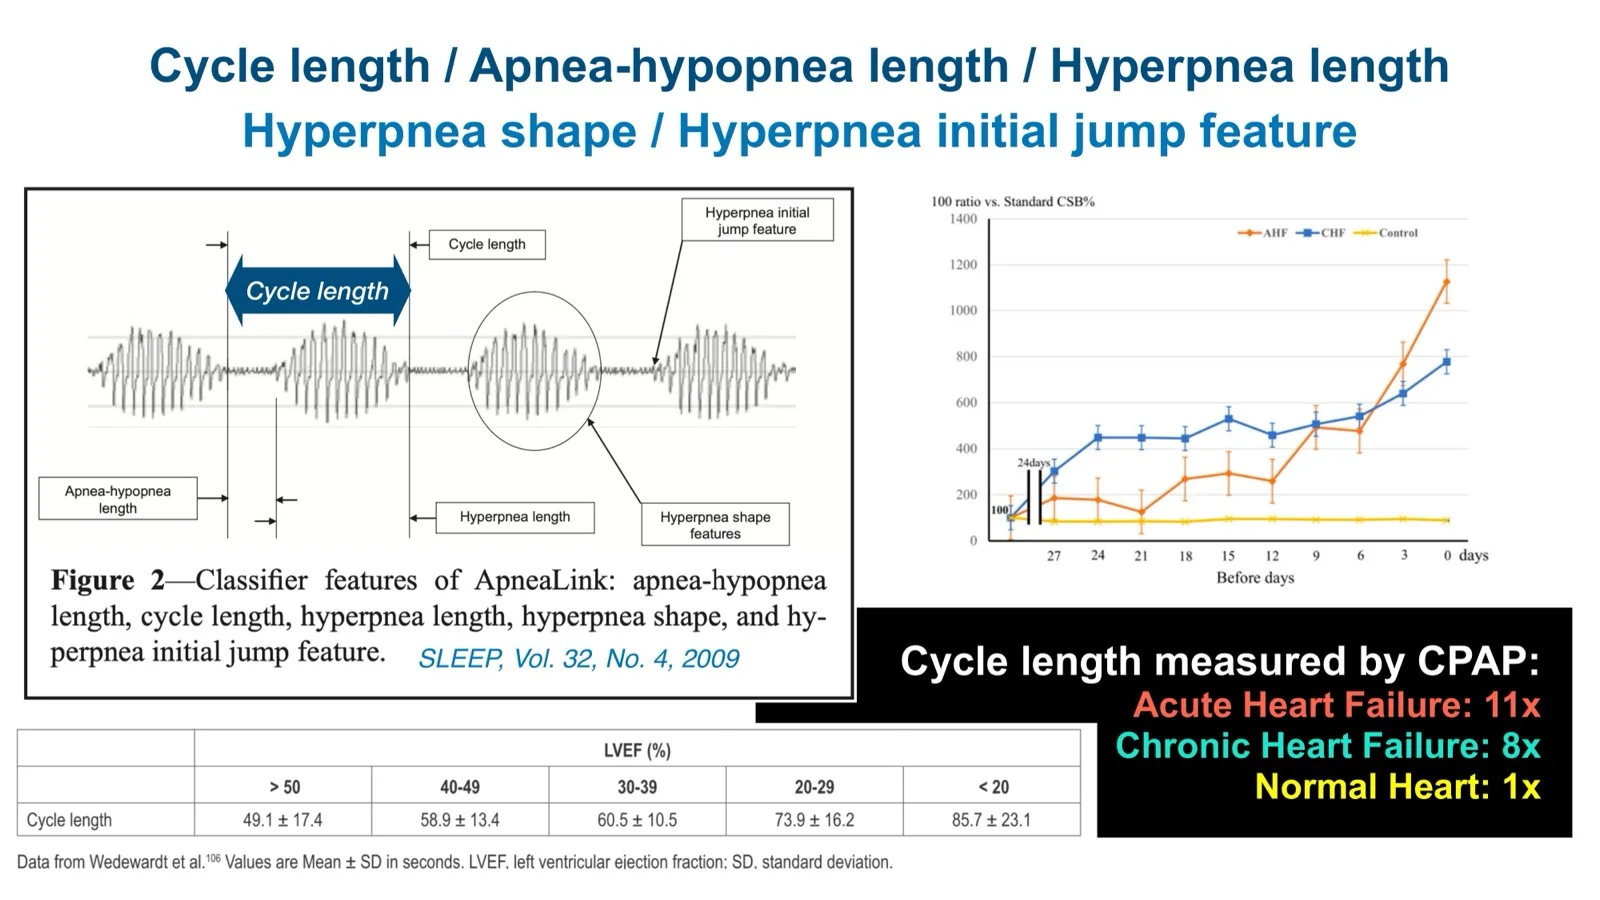 Cycle length / Apnea-hypopnea length / Hyperpnea length
Hyperpnea shape / Hyperpnea initial jump feature
Hyperpnea initial
jump feature
Cycle length
Cycle length
Apnea-hypopnea
length
Hyperpnea length
Hyperpnea shape
features
Figure 2—Classifier features of ApneaLink: apnea-hypopnea
length, cycle length, hyperpnea length, hyperpnea shape, and hy-
perpnea initial jump feature. SLEEP, Vol. 32, No. 4, 2009
100 ratio vs. Standard CSB%
AHF CHF Control
1400
1200
1000
800
600
400
200
0
24days
100
27 24 21 18 15 12 9 6 3 0 days
Before days
Cycle length measured by CPAP:
Acute Heart Failure: 11x
Chronic Heart Failure: 8x
Normal Heart: 1x
LVEF (%)
> 50 40-49 30-39 20-29 < 20
Cycle length 49.1 ± 17.4 58.9 ± 13.4 60.5 ± 10.5 73.9 ± 16.2 85.7 ± 23.1
Data from Wedewardt et al.106 Values are Mean ± SD in seconds. LVEF, left ventricular ejection fraction; SD, standard deviation.